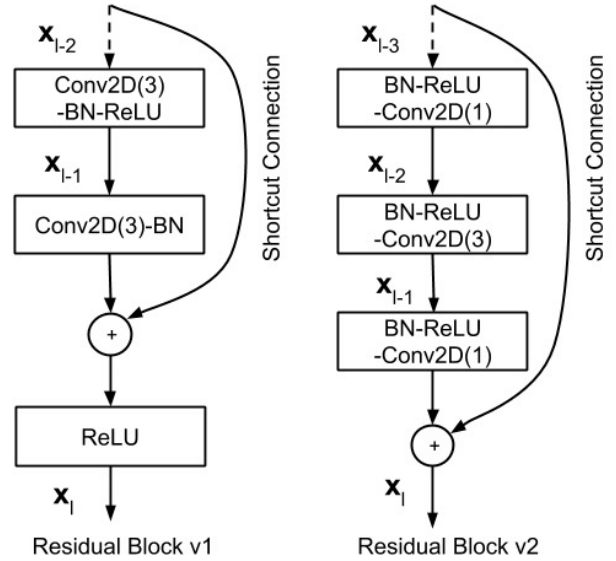 x_{l-2}
Conv2D(3)
-BN-ReLU
x_{l-1}
Conv2D(3)-BN
+
ReLU
x_l
Shortcut Connection
Residual Block v1
x_{l-3}
BN-ReLU
-Conv2D(1)
x_{l-2}
BN-ReLU
-Conv2D(3)
x_{l-1}
BN-ReLU
-Conv2D(1)
+
x_l
Shortcut Connection
Residual Block v2